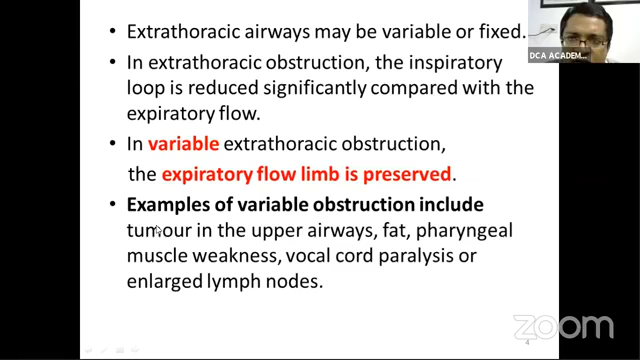 DCA ACADEM...
• Extrathoracic airways may be variable or fixed.
• In extrathoracic obstruction, the inspiratory
loop is reduced significantly compared with the
expiratory flow.
• In variable extrathoracic obstruction,
the expiratory flow limb is preserved.
• Examples of variable obstruction include
tumour in the upper airways, fat, pharyngeal
muscle weakness, vocal cord paralysis or
enlarged lymph nodes.
zoom
4